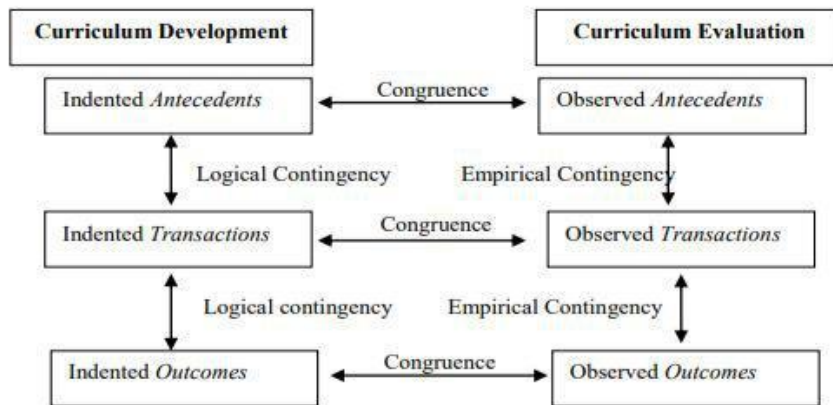 Curriculum Development
Curriculum Evaluation
Indented Antecedents
Congruence
Observed Antecedents
Logical Contingency
Empirical Contingency
Indented Transactions
Congruence
Observed Transactions
Logical contingency
Empirical Contingency
Indented Outcomes
Congruence
Observed Outcomes